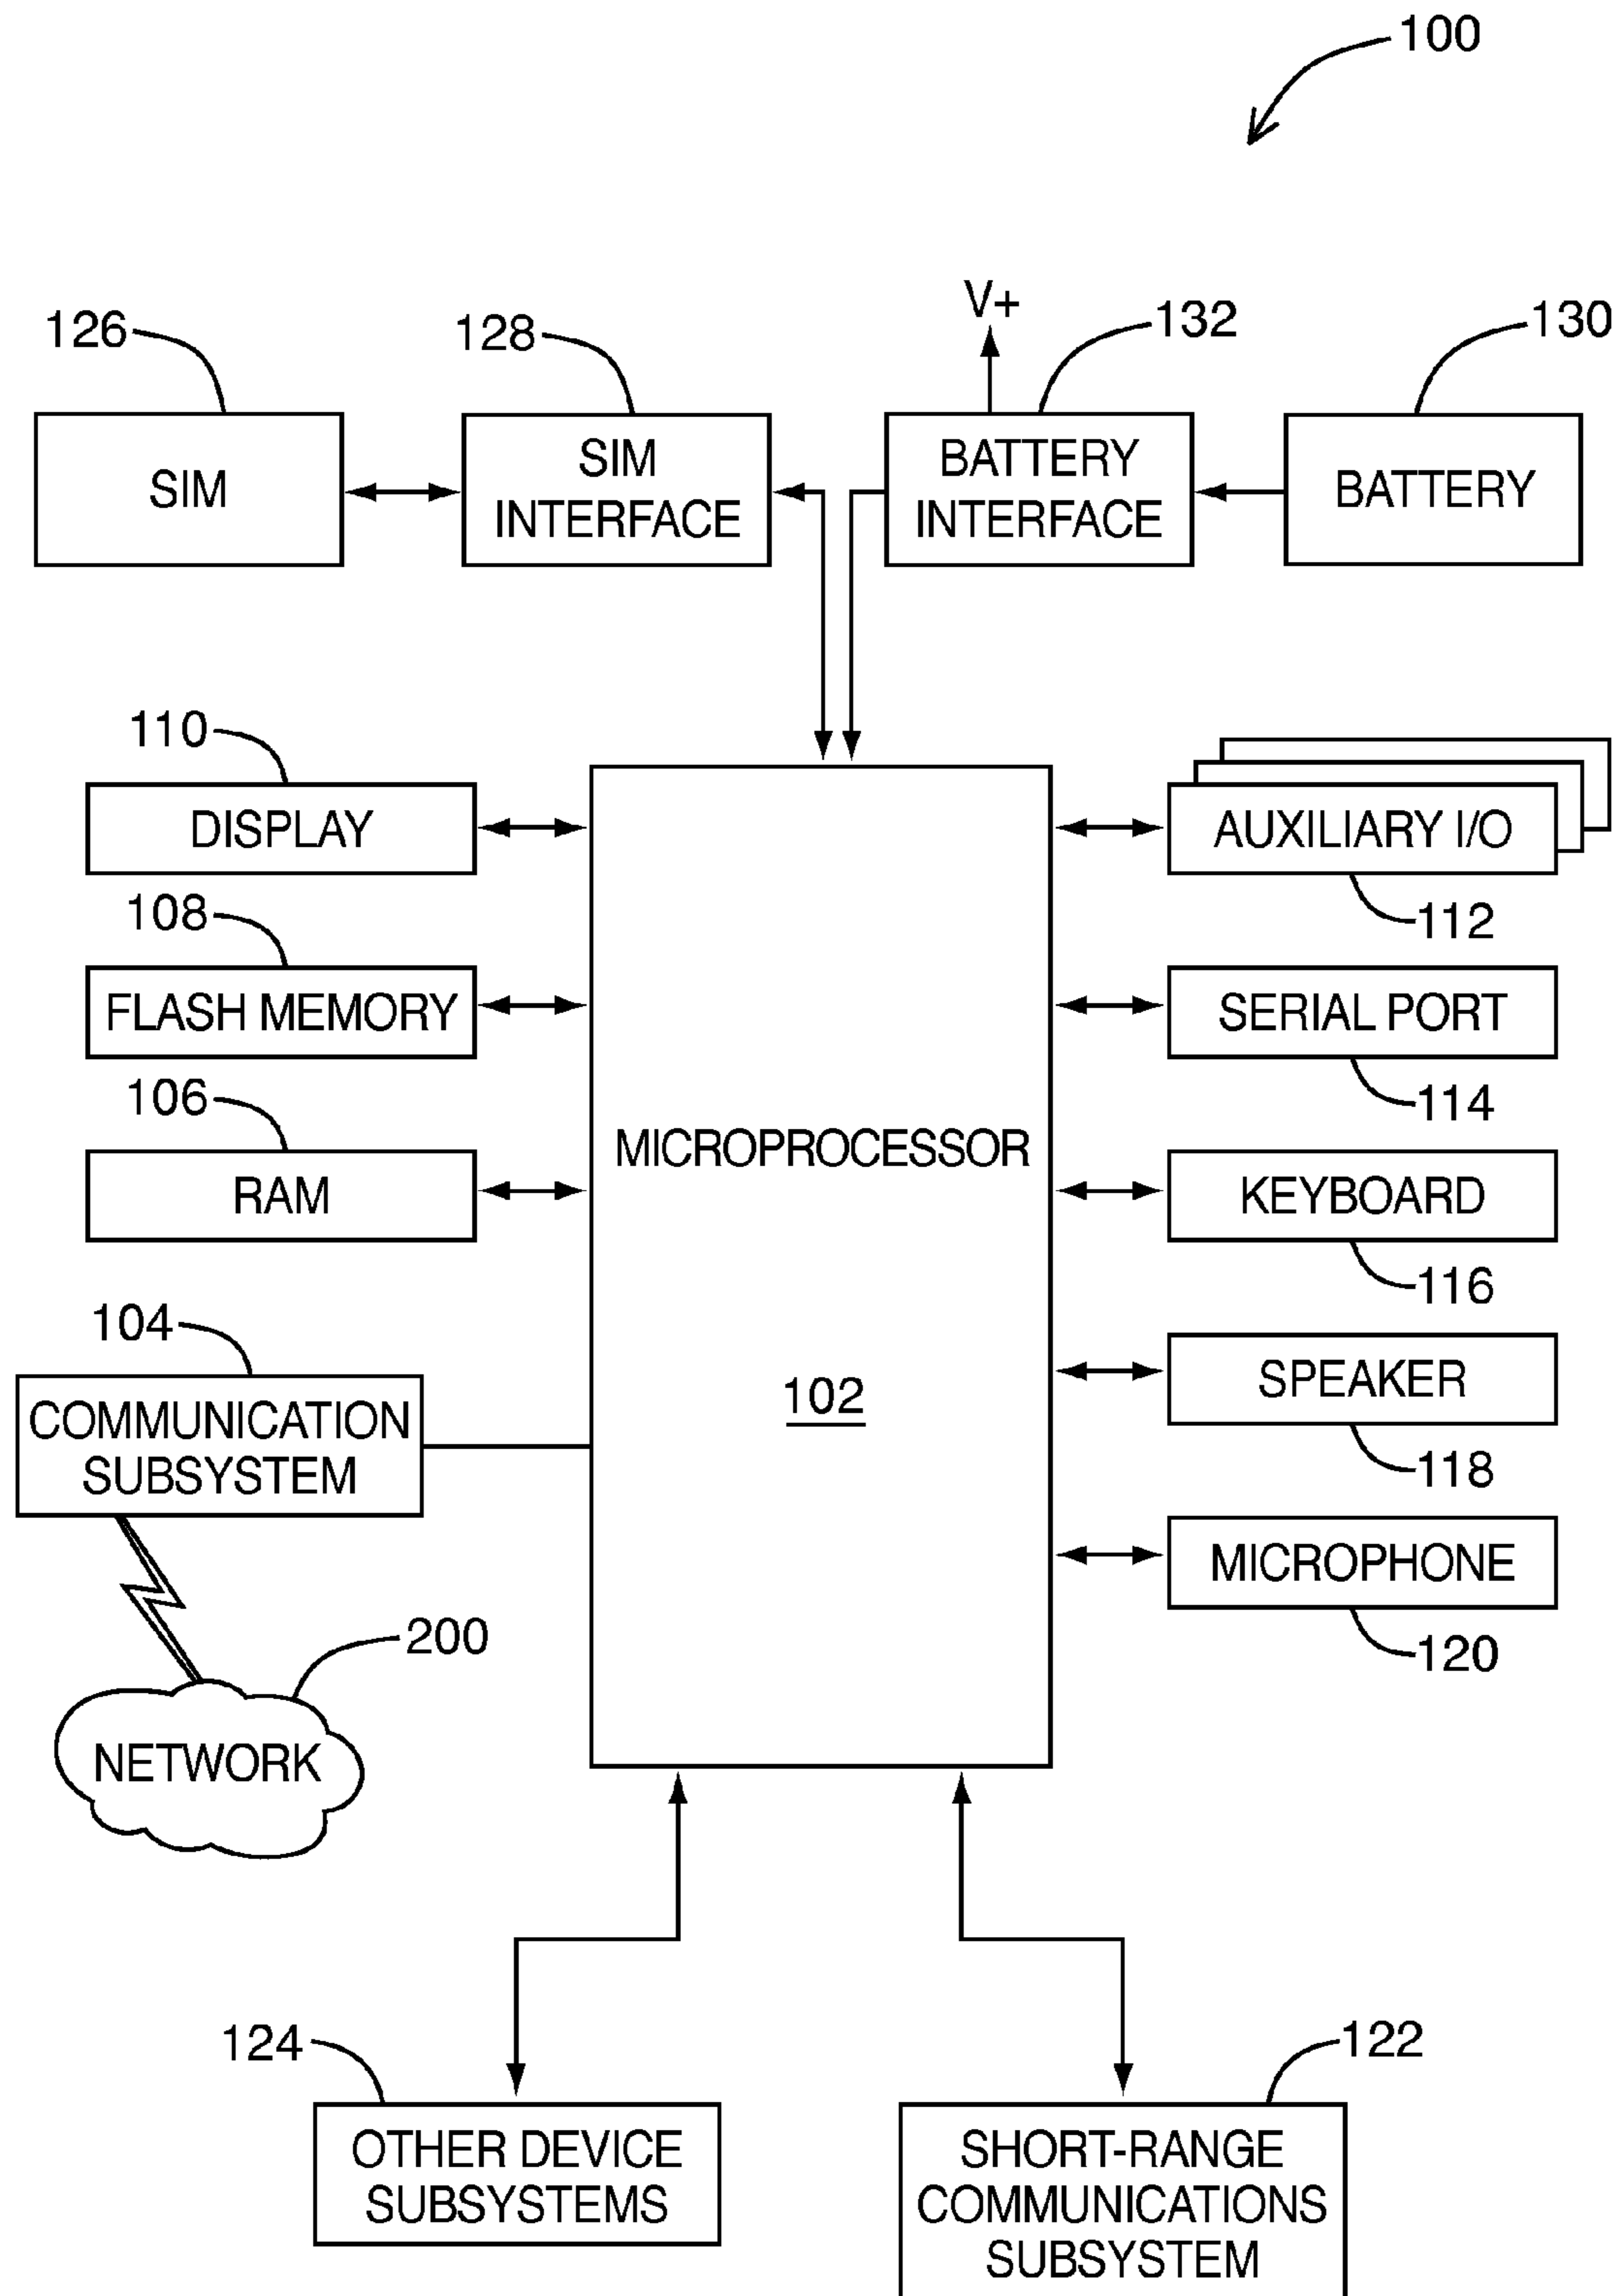 100
V+
126
128
132
130
SIM
SIM
INTERFACE
BATTERY
INTERFACE
BATTERY
110
DISPLAY
AUXILIARY I/O
112
108
FLASH MEMORY
SERIAL PORT
114
106
RAM
MICROPROCESSOR
KEYBOARD
116
104
COMMUNICATION
SUBSYSTEM
102
SPEAKER
118
MICROPHONE
120
200
NETWORK
124
122
OTHER DEVICE
SUBSYSTEMS
SHORT-RANGE
COMMUNICATIONS
SUBSYSTEM